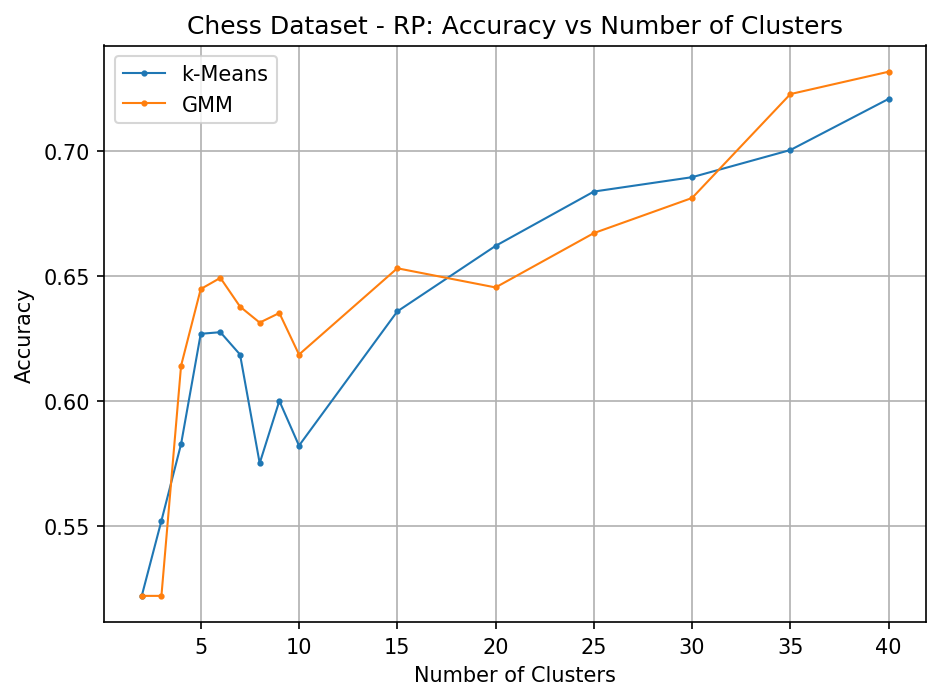 Chess Dataset - RP: Accuracy vs Number of Clusters
k-Means
GMM
Accuracy
0.70
0.65
0.60
0.55
5 10 15 20 25 30 35 40
Number of Clusters